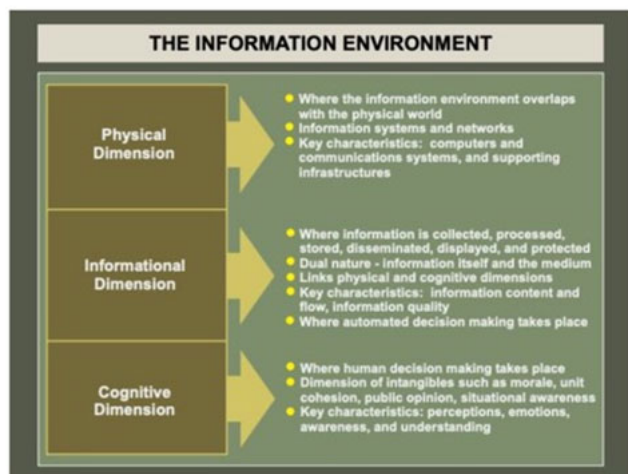 THE INFORMATION ENVIRONMENT
Physical
Dimension
● Where the information environment overlaps
with the physical world
● Information systems and networks
● Key characteristics: computers and
communications systems, and supporting
infrastructures
Informational
Dimension
● Where information is collected, processed,
stored, disseminated, displayed, and protected
● Dual nature - information itself and the medium
● Links physical and cognitive dimensions
● Key characteristics: information content and
flow, information quality
● Where automated decision making takes place
Cognitive
Dimension
● Where human decision making takes place
● Dimension of intangibles such as morale, unit
cohesion, public opinion, situational awareness
● Key characteristics: perceptions, emotions,
awareness, and understanding